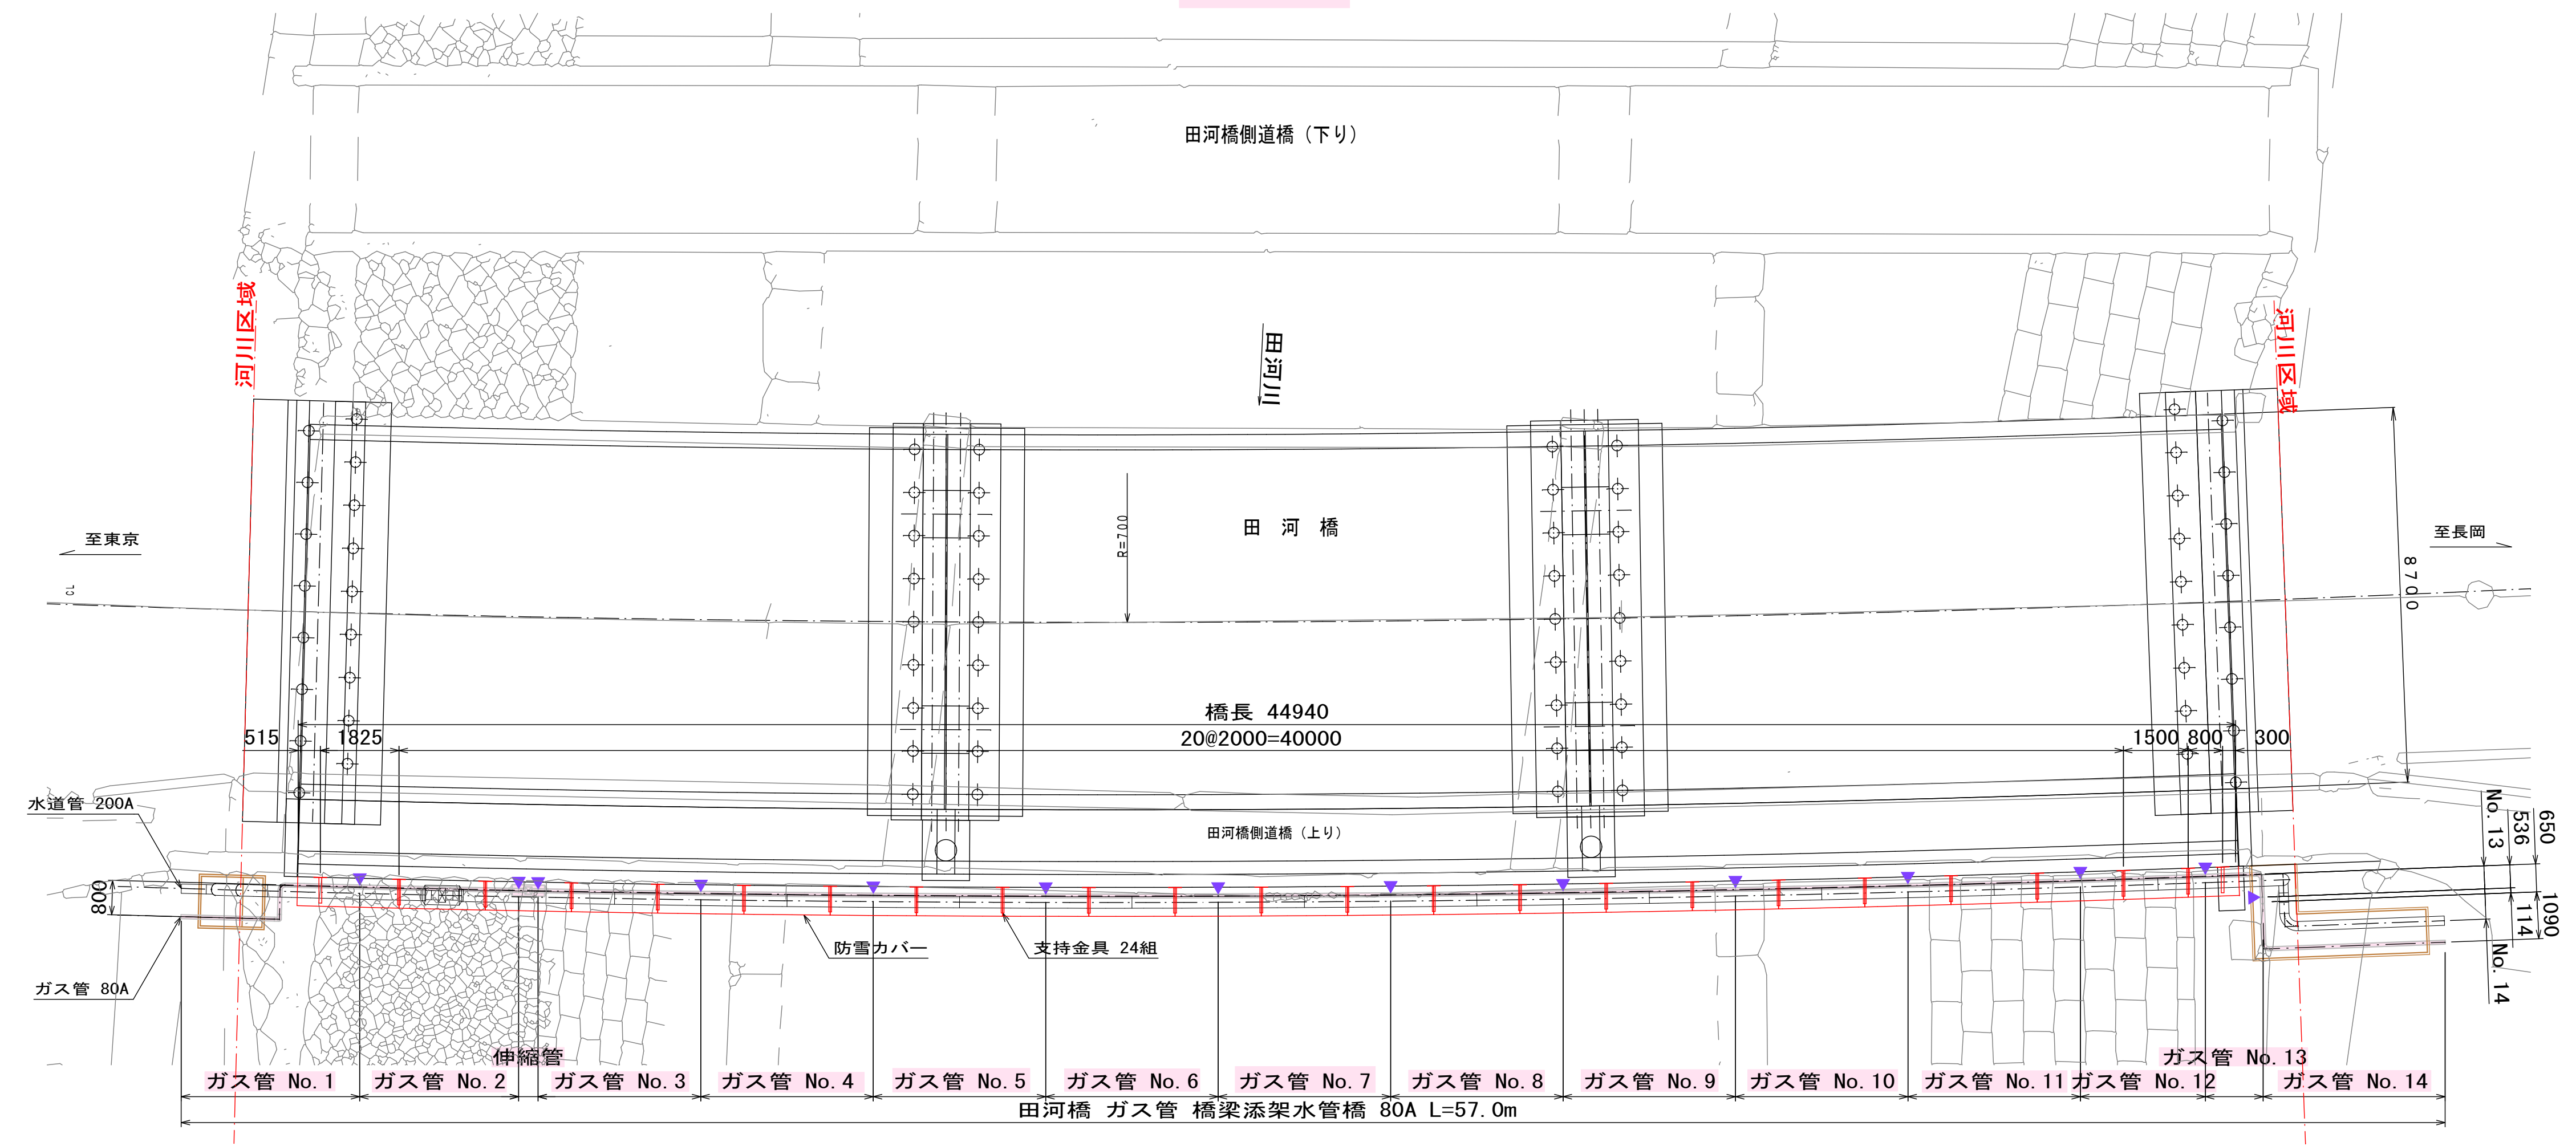 田河橋側道橋（下り）
河川区域
河川区域
田河川
田 河 橋
R=700
至東京
至長岡
CL
8700
橋長 44940
515
1825
20@2000=40000
1500
800
300
水道管 200A
田河橋側道橋（上り）
No.13
536
650
800
防雪カバー
支持金具 24組
ガス管 80A
114
1090
No.14
伸縮管
ガス管 No.13
ガス管 No.1
ガス管 No.2
ガス管 No.3
ガス管 No.4
ガス管 No.5
ガス管 No.6
ガス管 No.7
ガス管 No.8
ガス管 No.9
ガス管 No.10
ガス管 No.11
ガス管 No.12
ガス管 No.14
田河橋 ガス管 橋梁添架水管橋 80A L=57.0m